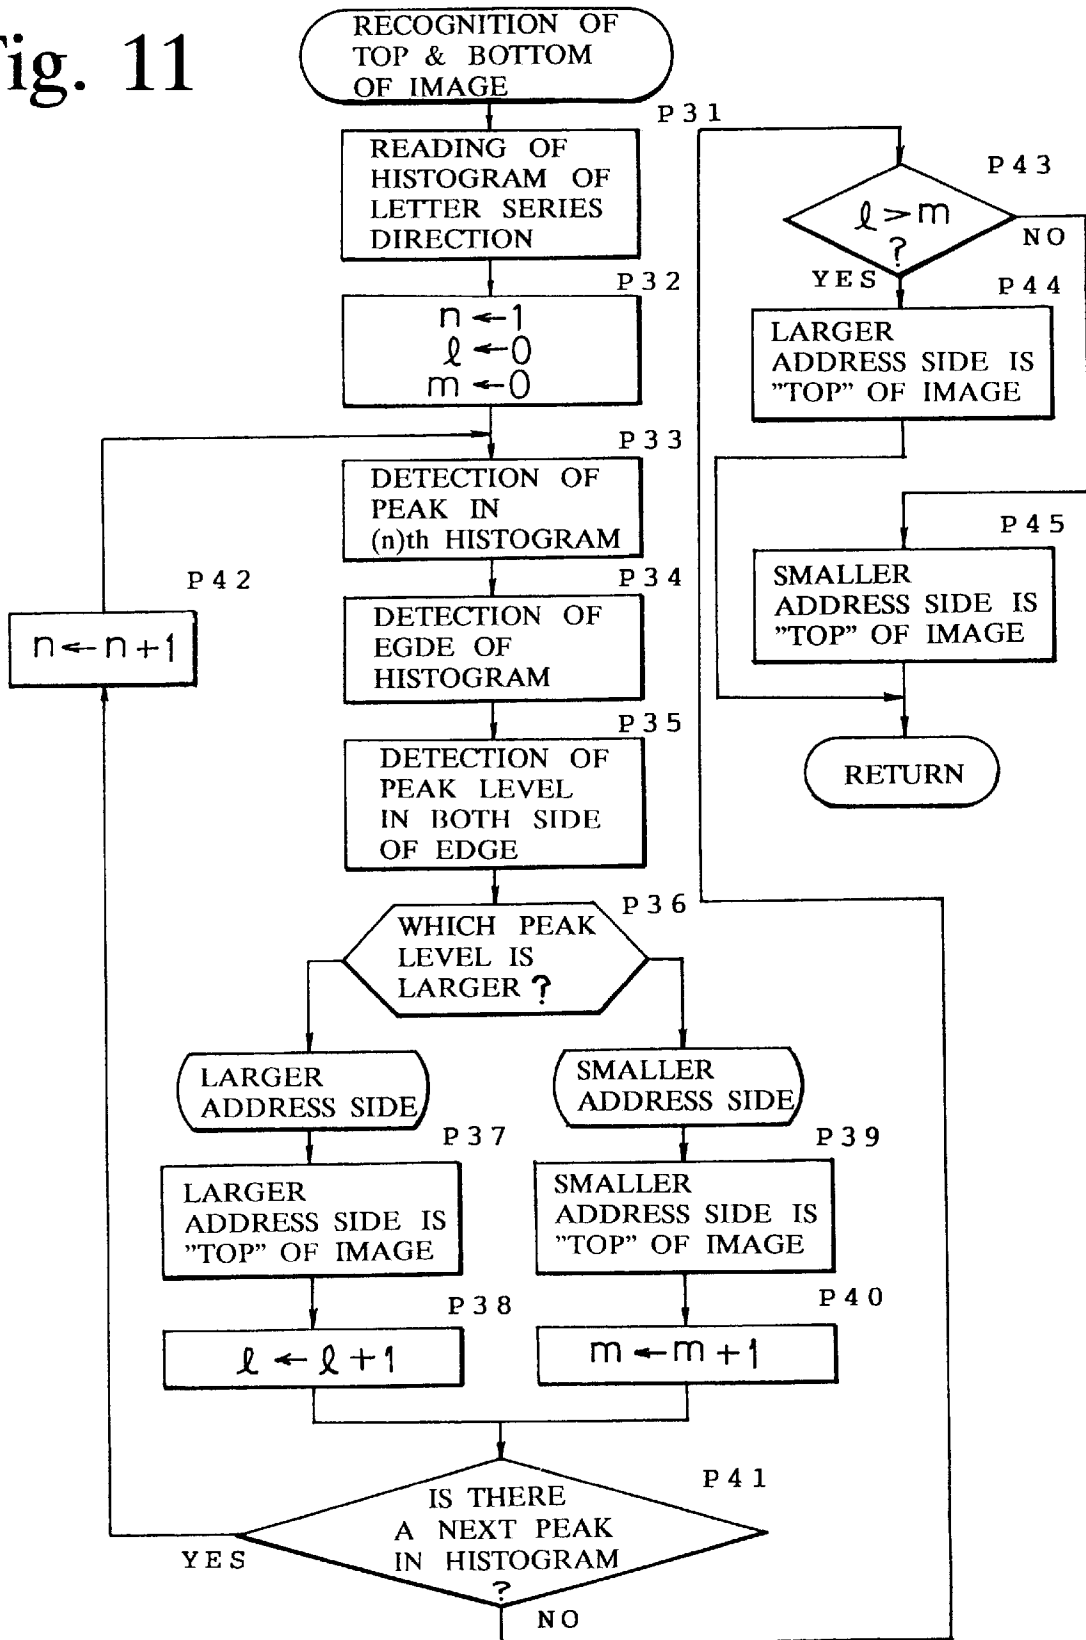 ig. 11
RECOGNITION OF
TOP & BOTTOM
OF IMAGE
P31
READING OF
HISTOGRAM OF
LETTER SERIES
DIRECTION
P32
n ← 1
ℓ ← 0
m ← 0
P33
DETECTION OF
PEAK IN
(n)th HISTOGRAM
P34
DETECTION OF
EGDE OF
HISTOGRAM
P35
DETECTION OF
PEAK LEVEL
IN BOTH SIDE
OF EDGE
P36
WHICH PEAK
LEVEL IS
LARGER ?
LARGER
ADDRESS SIDE
SMALLER
ADDRESS SIDE
P37
LARGER
ADDRESS SIDE IS
"TOP" OF IMAGE
P39
SMALLER
ADDRESS SIDE IS
"TOP" OF IMAGE
P38
ℓ ← ℓ + 1
P40
m ← m + 1
P41
IS THERE
A NEXT PEAK
IN HISTOGRAM
?
YES
NO
P42
n ← n + 1
P43
ℓ > m
?
NO
YES
P44
LARGER
ADDRESS SIDE IS
"TOP" OF IMAGE
P45
SMALLER
ADDRESS SIDE IS
"TOP" OF IMAGE
RETURN